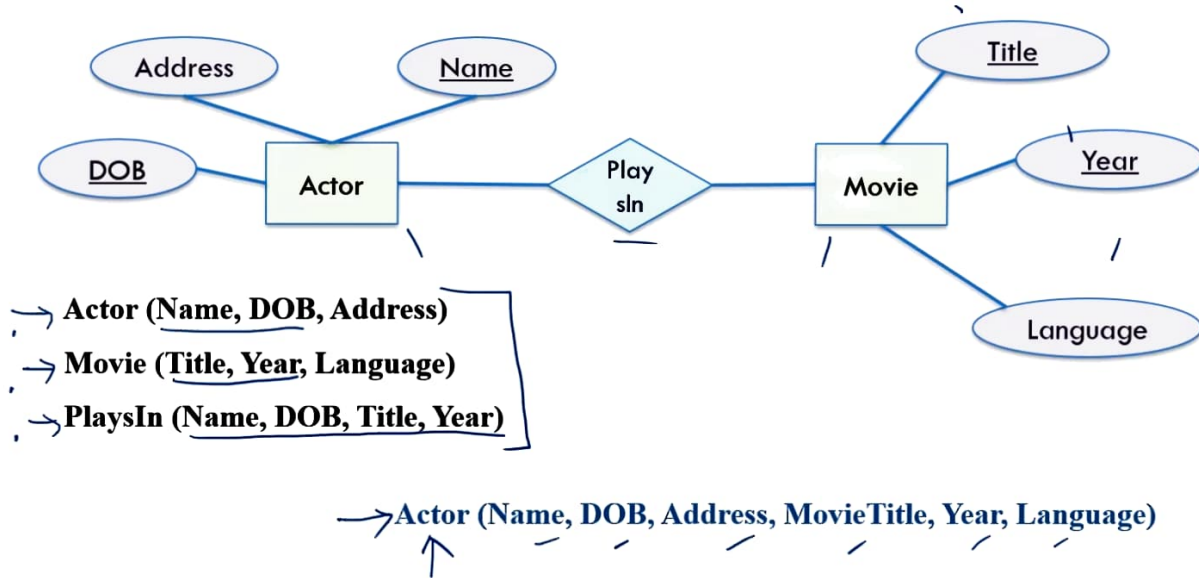 Title
Address
Name
Year
DOB
Actor
Play
sIn
Movie
Actor (Name, DOB, Address)
Language
Movie (Title, Year, Language)
PlaysIn (Name, DOB, Title, Year)
Actor (Name, DOB, Address, MovieTitle, Year, Language)